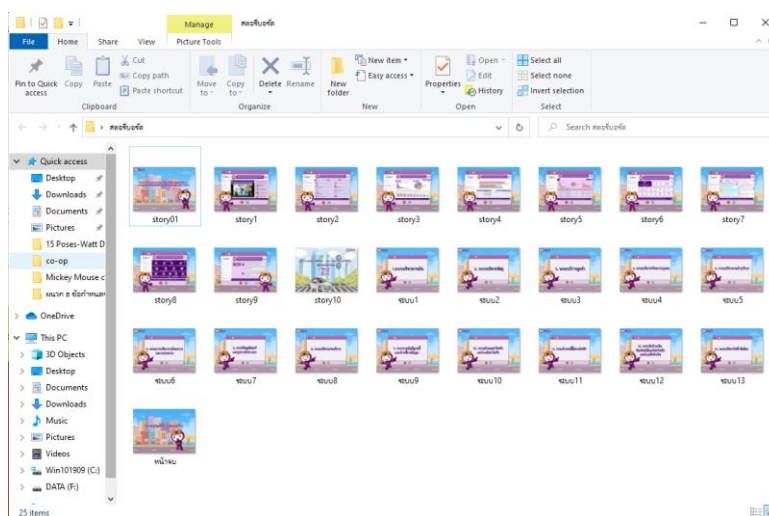 Manage
สตอรี่บอร์ด
File
Home
Share
View
Picture Tools
Pin to Quick access
Copy
Paste
Cut
Copy path
Paste shortcut
Clipboard
Move to
Copy to
Delete
Rename
Organize
New folder
New item
Easy access
New
Properties
Open
Edit
History
Open
Select all
Select none
Invert selection
Select
สตอรี่บอร์ด
Search สตอรี่บอร์ด
Quick access
Desktop
Downloads
Documents
Pictures
15 Poses-Watt D
co-op
Mickey Mouse c
OneDrive
This PC
3D Objects
Desktop
Documents
Downloads
Music
Pictures
Videos
Win101909 (C:)
DATA (F:)
story01
story1
story2
story3
story4
story5
story6
story7
story8
story9
story10
ระบบ1
ระบบ2
ระบบ3
ระบบ4
ระบบ5
ระบบ6
ระบบ7
ระบบ8
ระบบ9
ระบบ10
ระบบ11
ระบบ12
ระบบ13
หน้าจบ
25 items